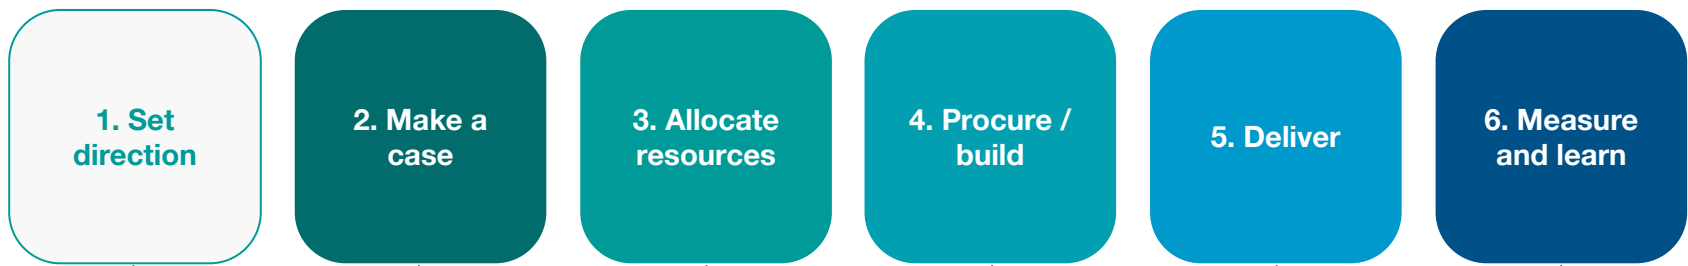 1. Set
direction
2. Make a
case
3. Allocate
resources
4. Procure /
build
5. Deliver
6. Measure
and learn